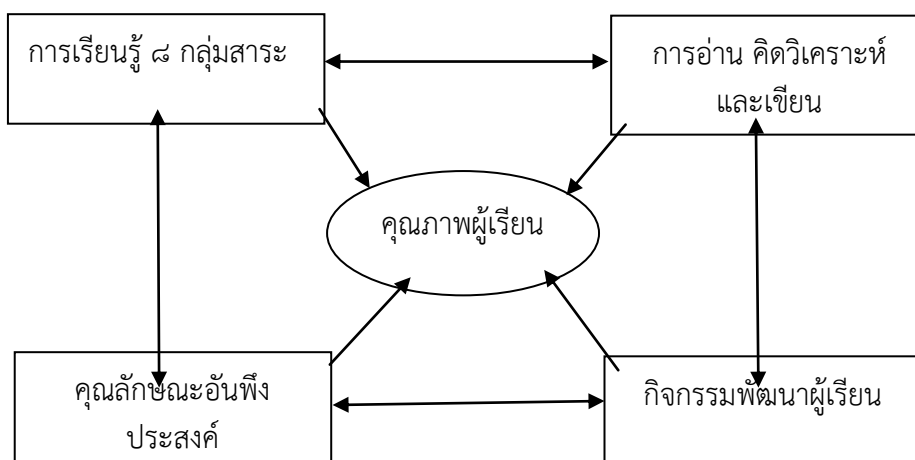 การเรียนรู้ ๘ กลุ่มสาระ
การอ่าน คิดวิเคราะห์
และเขียน
คุณภาพผู้เรียน
คุณลักษณะอันพึง
ประสงค์
กิจกรรมพัฒนาผู้เรียน